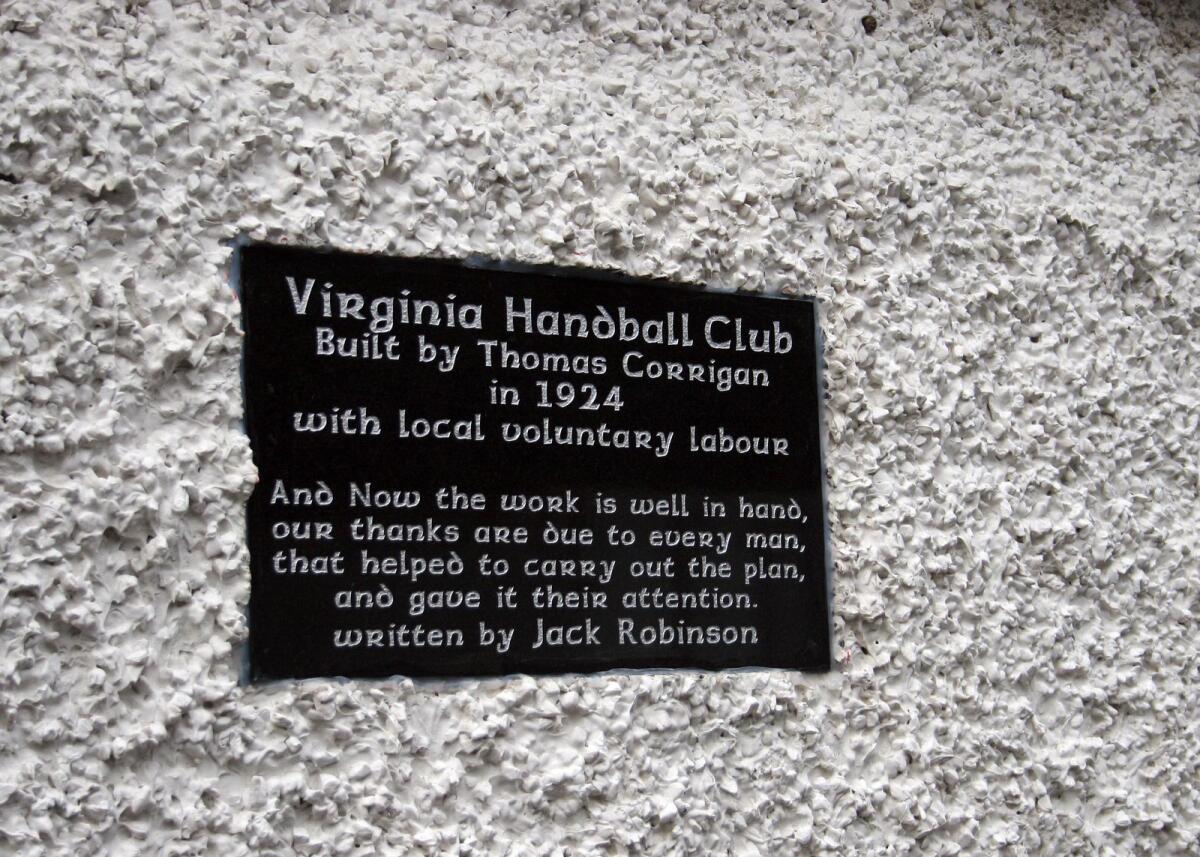 Virginia Handball Club
Built by Thomas Corrigan
in 1924
with local voluntary labour
And Now the work is well in hand,
our thanks are due to every man,
that helped to carry out the plan,
and gave it their attention.
written by Jack Robinson